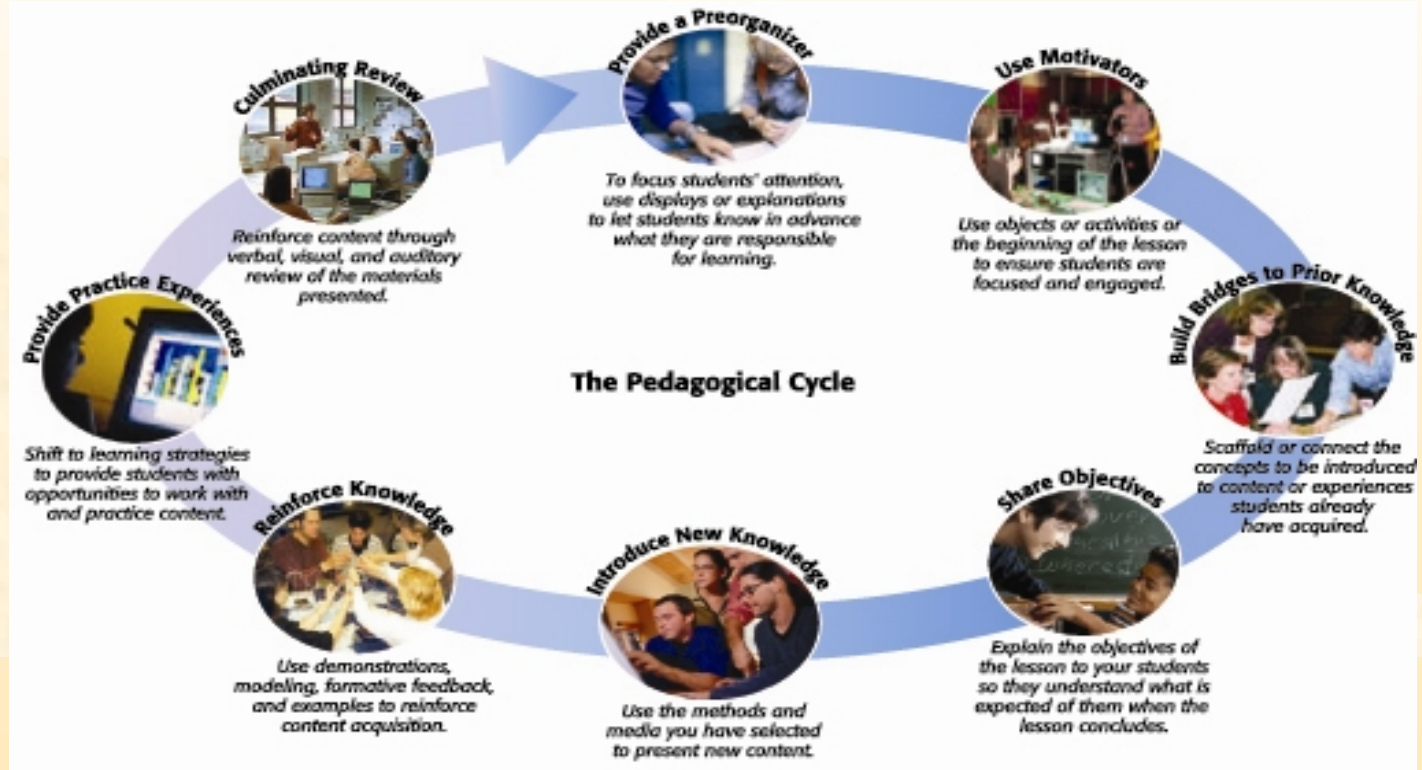 Provide a Preorganizer
To focus students' attention,
use displays or explanations
to let students know in advance
what they are responsible
for learning.
Use Motivators
Use objects or activities or
the beginning of the lesson
to ensure students are
focused and engaged.
Build Bridges to Prior Knowledge
Scaffold or connect the
concepts to be introduced
to content or experiences
students already
have acquired.
Share Objectives
Explain the objectives of
the lesson to your students
so they understand what is
expected of them when the
lesson concludes.
Introduce New Knowledge
Use the methods and
media you have selected
to present new content.
Reinforce Knowledge
Use demonstrations,
modeling, formative feedback,
and examples to reinforce
content acquisition.
Provide Practice Experiences
Shift to learning strategies
to provide students with
opportunities to work with
and practice content.
Culminating Review
Reinforce content through
verbal, visual, and auditory
review of the materials
presented.
The Pedagogical Cycle